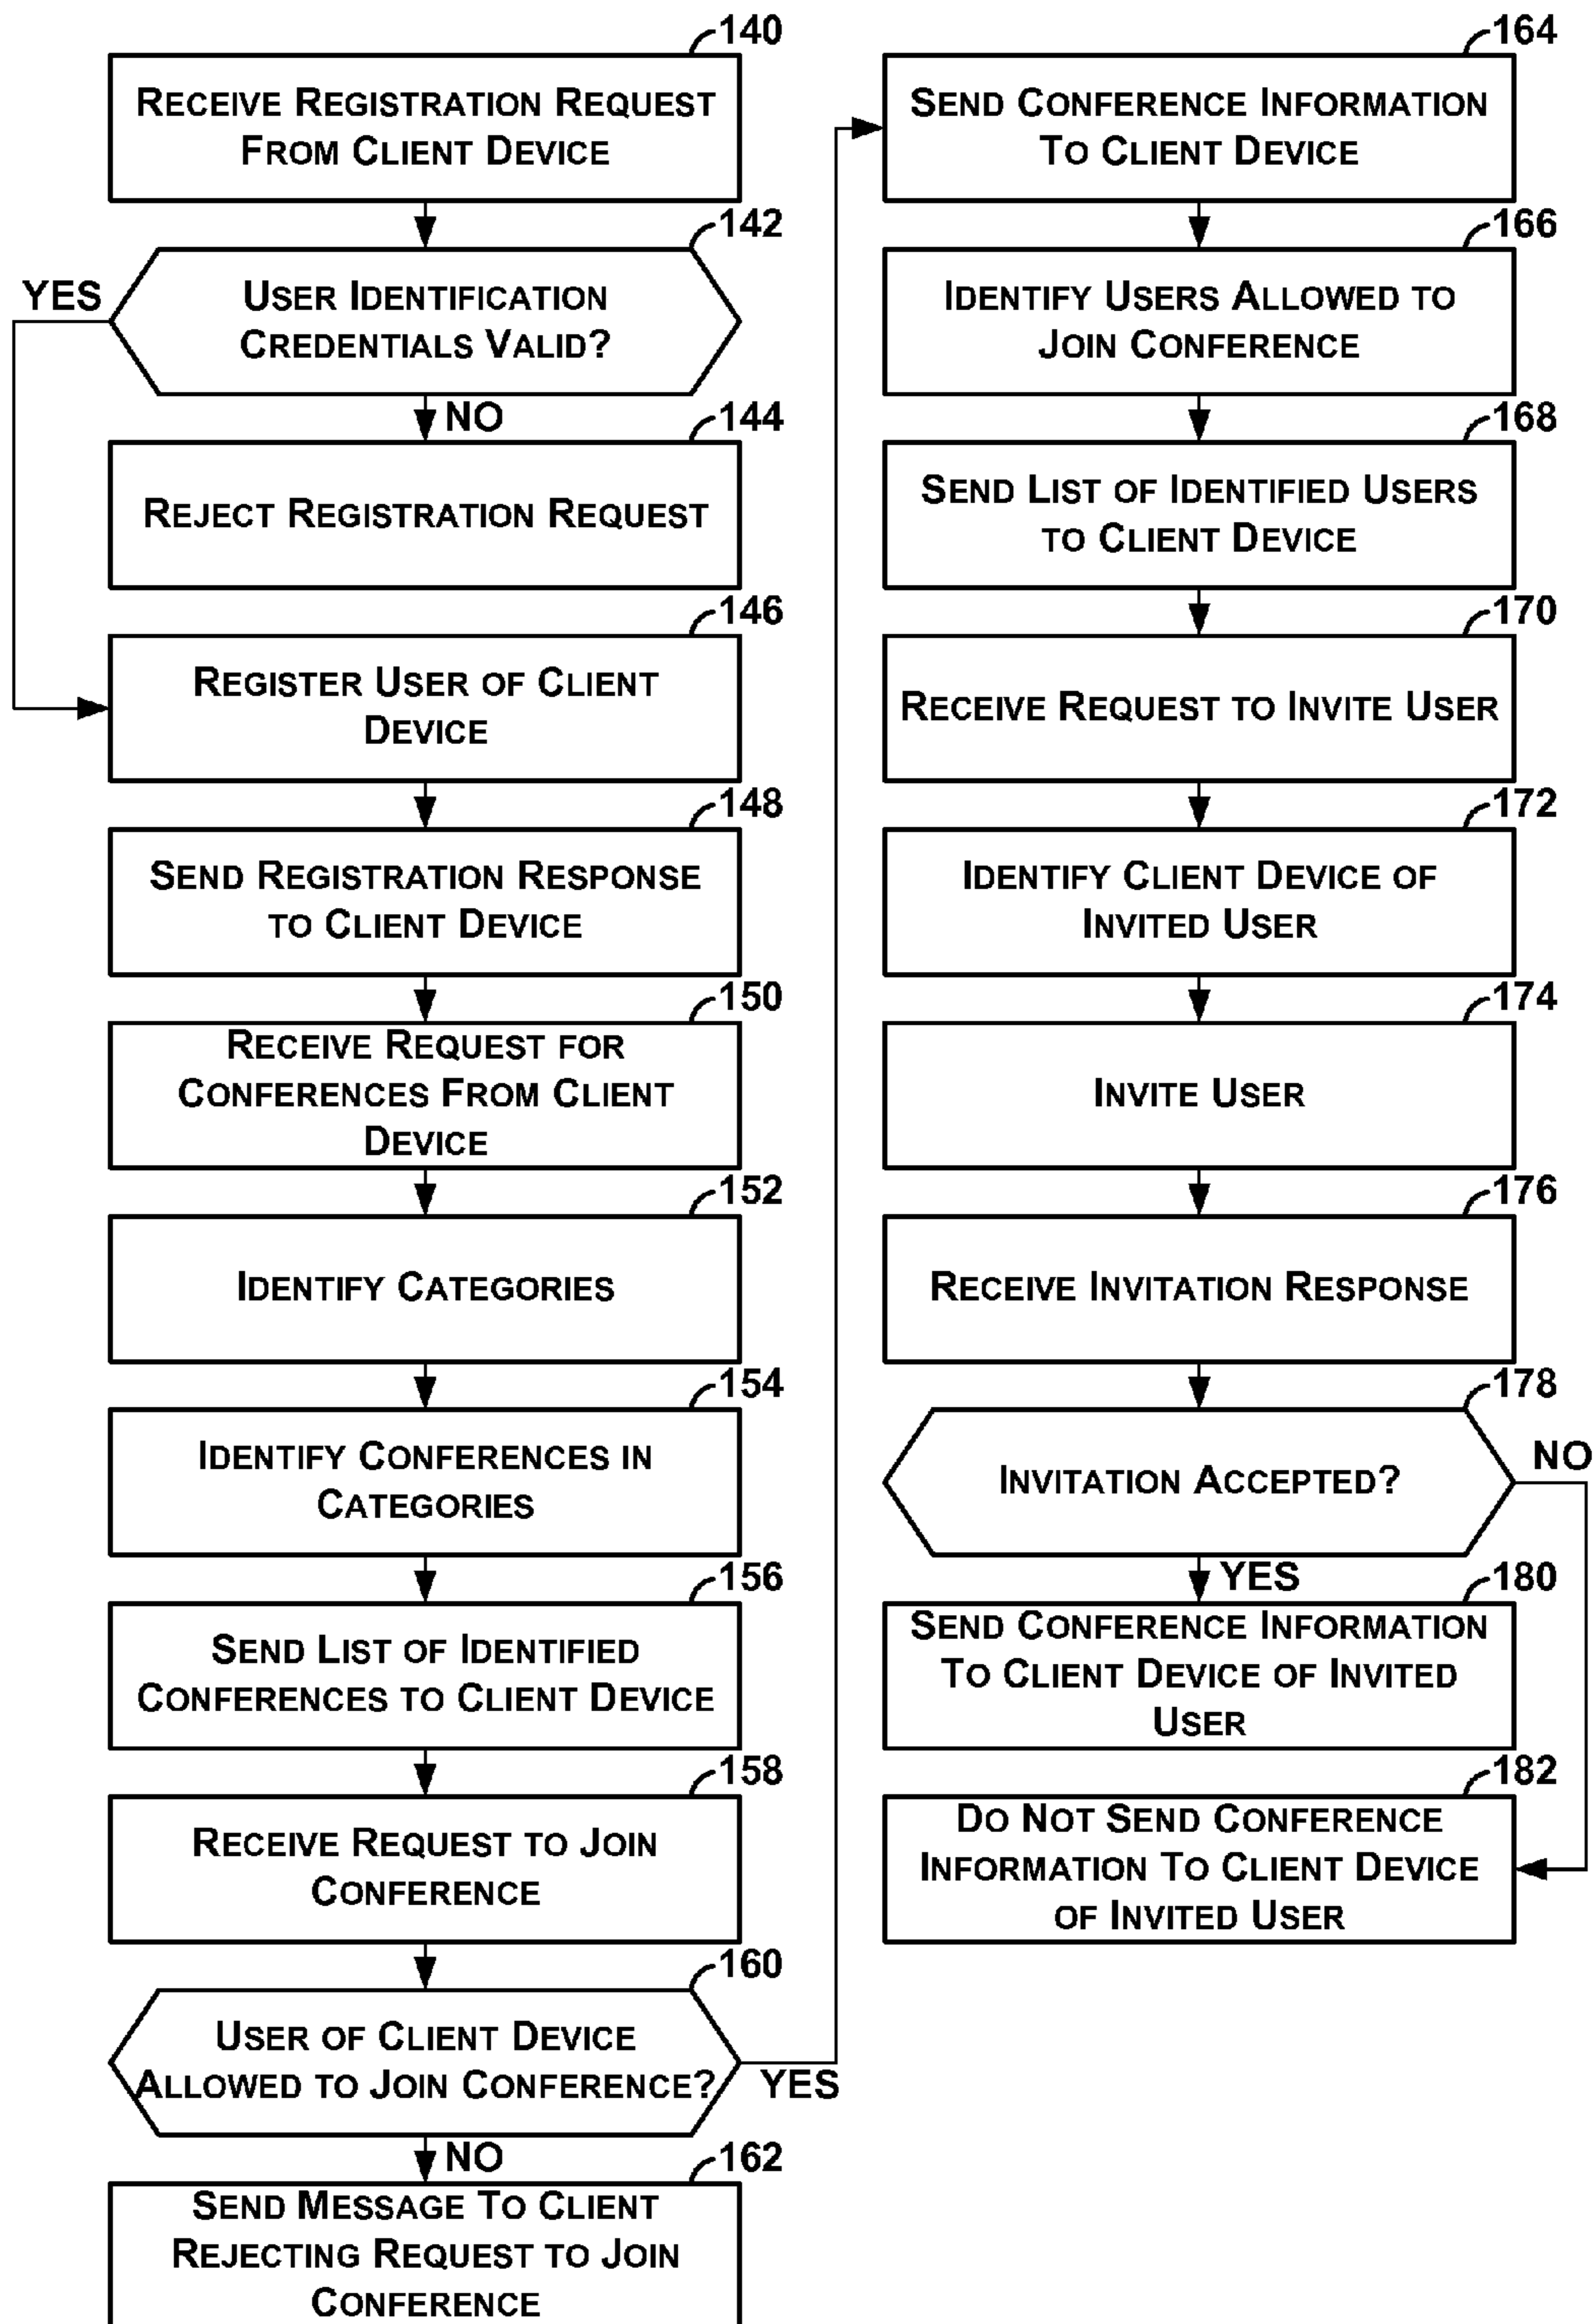 140
RECEIVE REGISTRATION REQUEST
FROM CLIENT DEVICE
142
YES
USER IDENTIFICATION
CREDENTIALS VALID?
NO
144
REJECT REGISTRATION REQUEST
146
REGISTER USER OF CLIENT
DEVICE
148
SEND REGISTRATION RESPONSE
TO CLIENT DEVICE
150
RECEIVE REQUEST FOR
CONFERENCES FROM CLIENT
DEVICE
152
IDENTIFY CATEGORIES
154
IDENTIFY CONFERENCES IN
CATEGORIES
156
SEND LIST OF IDENTIFIED
CONFERENCES TO CLIENT DEVICE
158
RECEIVE REQUEST TO JOIN
CONFERENCE
160
USER OF CLIENT DEVICE
ALLOWED TO JOIN CONFERENCE?
YES
NO
162
SEND MESSAGE TO CLIENT
REJECTING REQUEST TO JOIN
CONFERENCE
164
SEND CONFERENCE INFORMATION
TO CLIENT DEVICE
166
IDENTIFY USERS ALLOWED TO
JOIN CONFERENCE
168
SEND LIST OF IDENTIFIED USERS
TO CLIENT DEVICE
170
RECEIVE REQUEST TO INVITE USER
172
IDENTIFY CLIENT DEVICE OF
INVITED USER
174
INVITE USER
176
RECEIVE INVITATION RESPONSE
178
INVITATION ACCEPTED?
NO
YES
180
SEND CONFERENCE INFORMATION
TO CLIENT DEVICE OF INVITED
USER
182
DO NOT SEND CONFERENCE
INFORMATION TO CLIENT DEVICE
OF INVITED USER